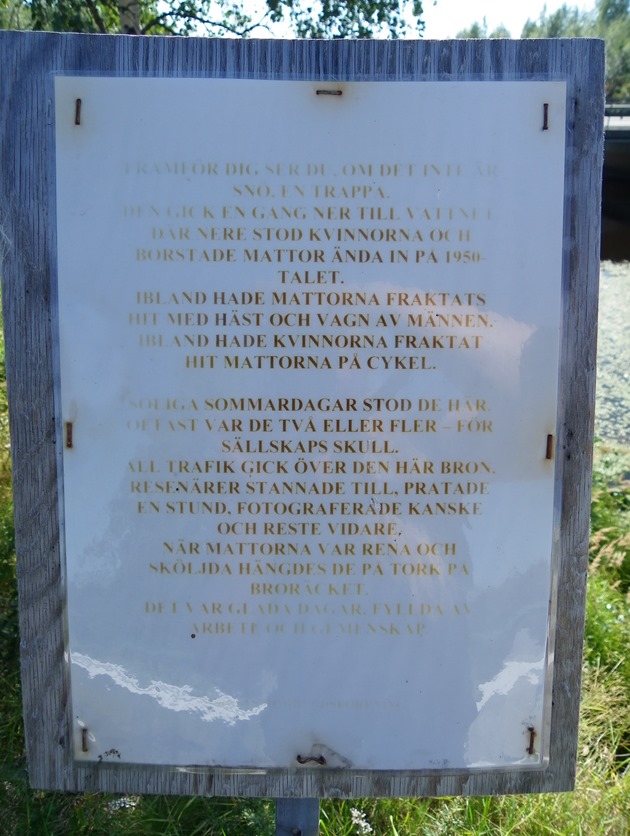 FRAMFÖR DIG SER DU, OM DET INTE ÄR
SNÖ, EN TRAPPA.
DEN GICK EN GÅNG NER TILL VATTNET.
DÄR NERE STOD KVINNORNA OCH
BORSTADE MATTOR ÄNDA IN PÅ 1950-
TALET.
IBLAND HADE MATTORNA FRAKTATS
HIT MED HÄST OCH VAGN AV MÄNNEN.
IBLAND HADE KVINNORNA FRAKTAT
HIT MATTORNA PÅ CYKEL.
SOLIGA SOMMARDAGAR STOD DE HÄR.
OFTAST VAR DE TVÅ ELLER FLER – FÖR
SÄLLSKAPS SKULL.
ALL TRAFIK GICK ÖVER DEN HÄR BRON.
RESENÄRER STANNADE TILL, PRATADE
EN STUND, FOTOGRAFERADE KANSKE
OCH RESTE VIDARE.
NÄR MATTORNA VAR RENA OCH
SKÖLJDA HÄNGDES DE PÅ TORK PÅ
BRORÄCKET.
DET VAR GLADA DAGAR, FYLLDA AV
ARBETE OCH GEMENSKAP.